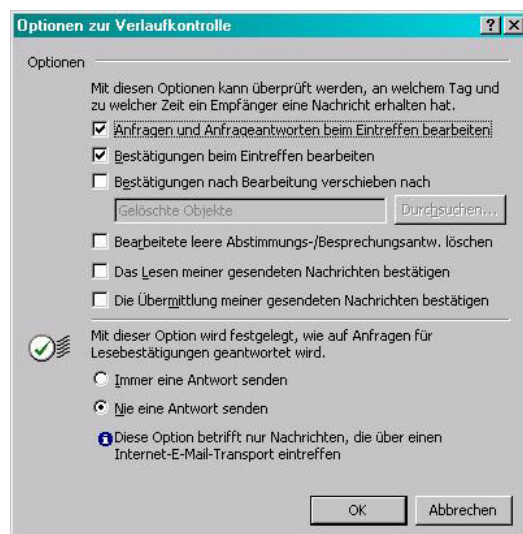 Optionen zur Verlaufkontrolle
Optionen
Mit diesen Optionen kann überprüft werden, an welchem Tag und
zu welcher Zeit ein Empfänger eine Nachricht erhalten hat.
Anfragen und Anfrageantworten beim Eintreffen bearbeiten
Bestätigungen beim Eintreffen bearbeiten
Bestätigungen nach Bearbeitung verschieben nach
Gelöschte Objekte
Durchsuchen...
Bearbeitete leere Abstimmungs-/Besprechungsantw. löschen
Das Lesen meiner gesendeten Nachrichten bestätigen
Die Übermittlung meiner gesendeten Nachrichten bestätigen
Mit dieser Option wird festgelegt, wie auf Anfragen für
Lesebestätigungen geantwortet wird.
Immer eine Antwort senden
Nie eine Antwort senden
Diese Option betrifft nur Nachrichten, die über einen
Internet-E-Mail-Transport eintreffen
OK
Abbrechen